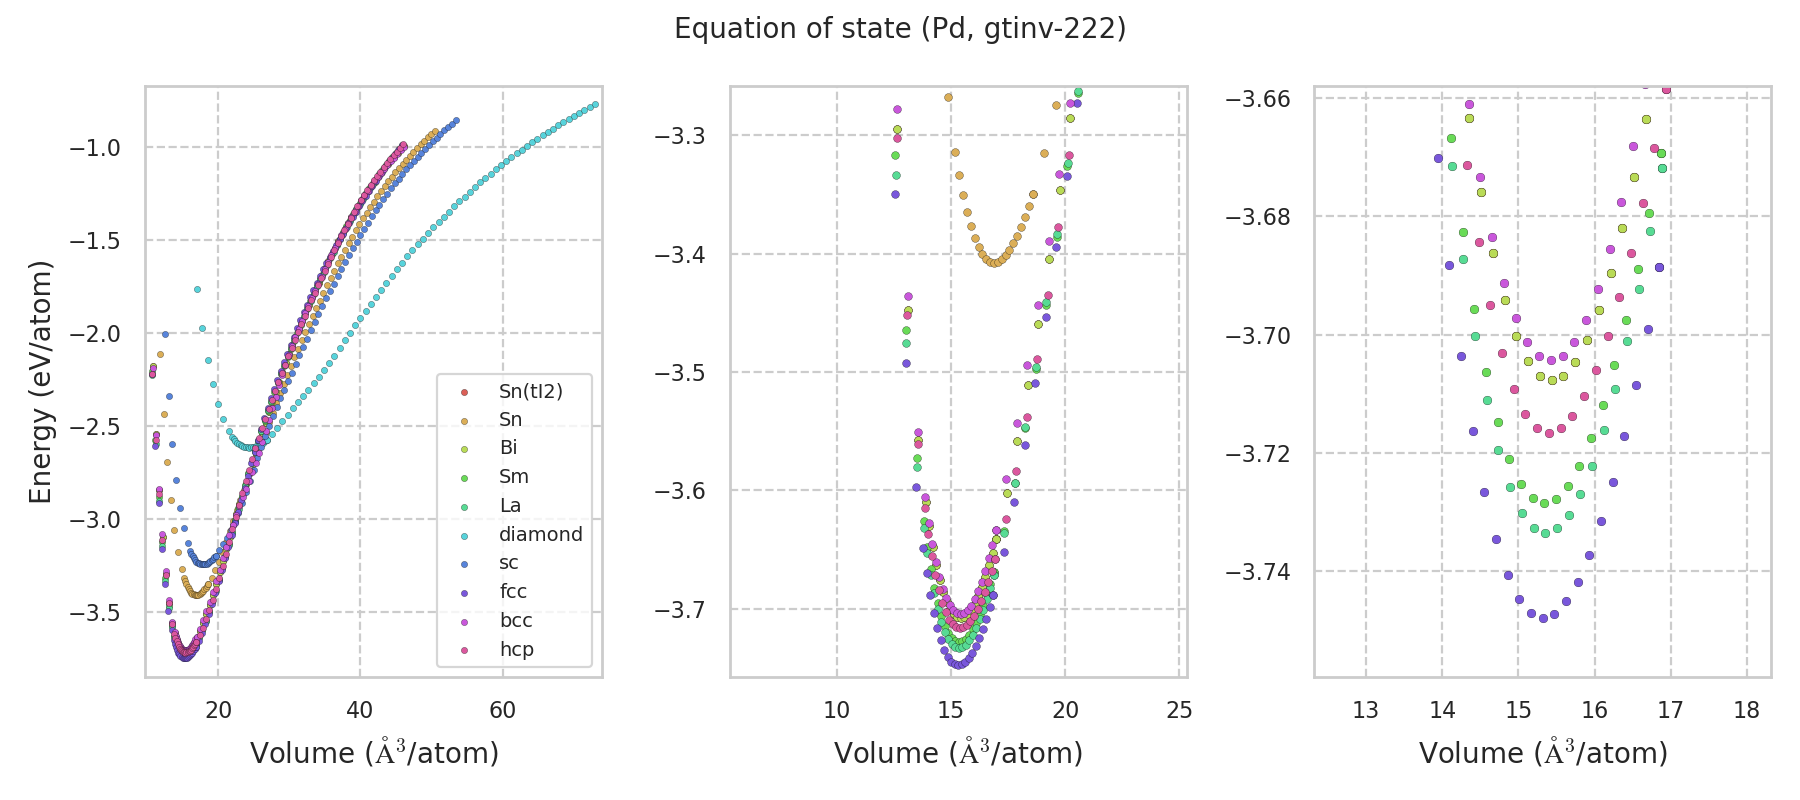 Equation of state (Pd, gtinv-222)
Energy (eV/atom)
−1.0
−1.5
−2.0
−2.5
−3.0
−3.5
20 40 60
Volume (Å³/atom)
Sn(tI2)
Sn
Bi
Sm
La
diamond
sc
fcc
bcc
hcp
−3.3
−3.4
−3.5
−3.6
−3.7
10 15 20 25
Volume (Å³/atom)
−3.66
−3.68
−3.70
−3.72
−3.74
13 14 15 16 17 18
Volume (Å³/atom)